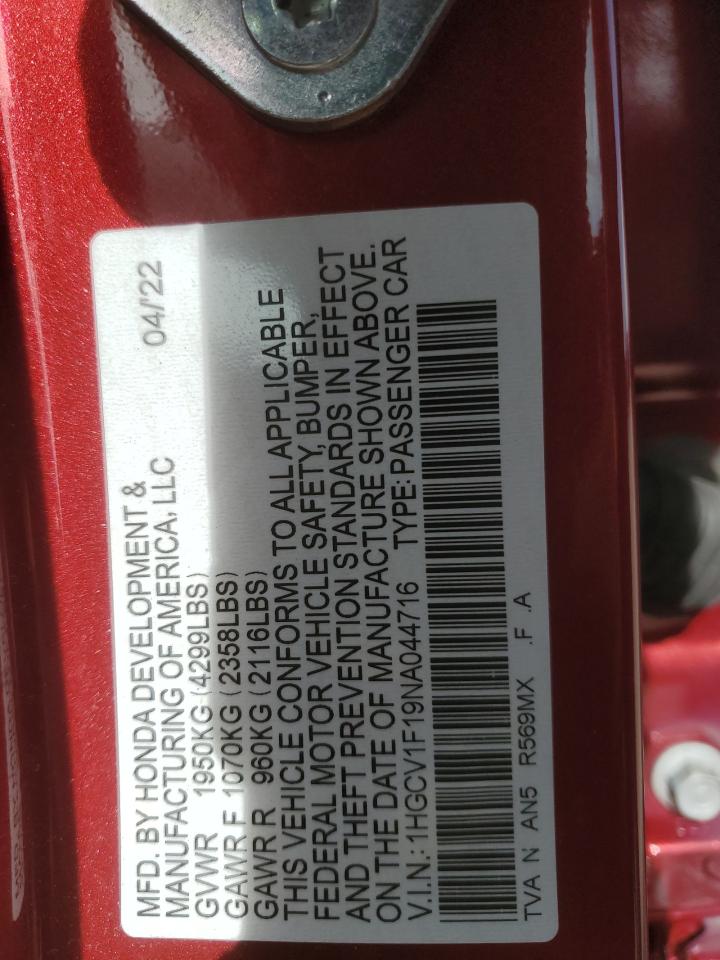 MFD. BY HONDA DEVELOPMENT & 04/'22
MANUFACTURING OF AMERICA, LLC
GVWR 1950KG (4299LBS)
GAWR F 1070KG (2358LBS)
GAWR R 960KG (2116LBS)
THIS VEHICLE CONFORMS TO ALL APPLICABLE
FEDERAL MOTOR VEHICLE SAFETY, BUMPER,
AND THEFT PREVENTION STANDARDS IN EFFECT
ON THE DATE OF MANUFACTURE SHOWN ABOVE.
V.I.N.: 1HGCV1F19NA044716 TYPE: PASSENGER CAR
TVA N AN5 R569MX .F .A